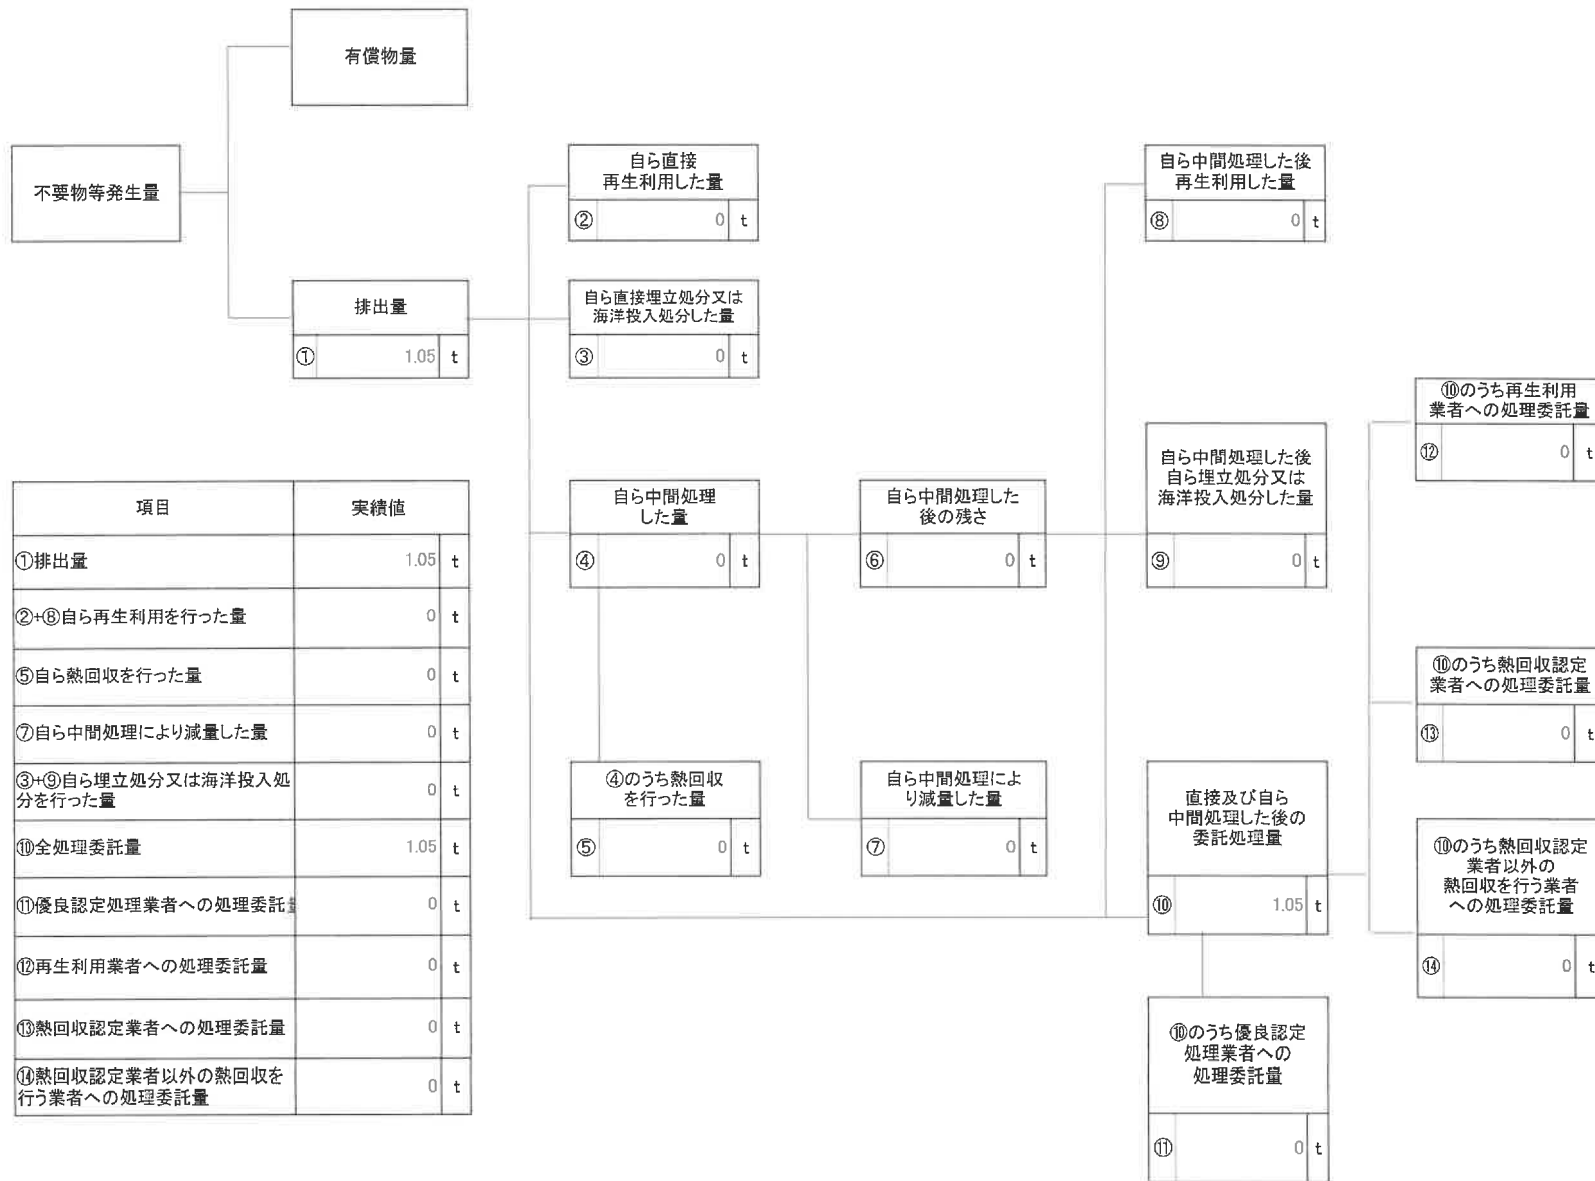 有償物量
不要物等発生量
自ら直接
再生利用した量
② 0 t
自ら中間処理した後
再生利用した量
⑧ 0 t
排出量
① 1.05 t
自ら直接埋立処分又は
海洋投入処分した量
③ 0 t
⑩のうち再生利用
業者への処理委託量
⑫ 0 t
自ら中間処理
した量
④ 0 t
自ら中間処理した
後の残さ
⑥ 0 t
自ら中間処理した後
自ら埋立処分又は
海洋投入処分した量
⑨ 0 t
⑩のうち熱回収認定
業者への処理委託量
⑬ 0 t
④のうち熱回収
を行った量
⑤ 0 t
自ら中間処理によ
り減量した量
⑦ 0 t
直接及び自ら
中間処理した後の
委託処理量
⑩ 1.05 t
⑩のうち熱回収認定
業者以外の
熱回収を行う業者
への処理委託量
⑭ 0 t
⑩のうち優良認定
処理業者への
処理委託量
⑪ 0 t
項目 実績値
①排出量 1.05 t
②+⑧自ら再生利用を行った量 0 t
⑤自ら熱回収を行った量 0 t
⑦自ら中間処理により減量した量 0 t
③+⑨自ら埋立処分又は海洋投入処
分を行った量 0 t
⑩全処理委託量 1.05 t
⑪優良認定処理業者への処理委託 0 t
⑫再生利用業者への処理委託量 0 t
⑬熱回収認定業者への処理委託量 0 t
⑭熱回収認定業者以外の熱回収を
行う業者への処理委託量 0 t